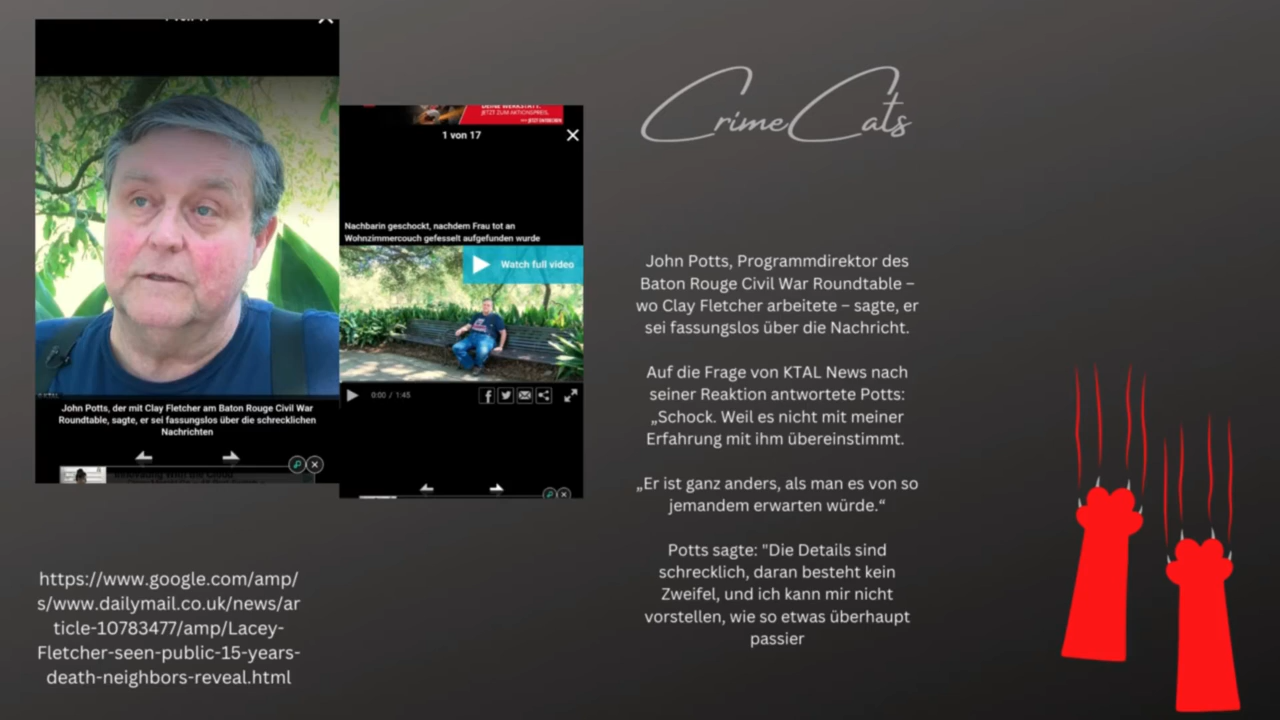 1 von 17
Nachbarin geschockt, nachdem Frau tot an
Wohnzimmercouch gefesselt aufgefunden wurde
Watch full video
0:00 / 1:45
John Potts, der mit Clay Fletcher am Baton Rouge Civil War
Roundtable, sagte, er sei fassungslos über die schrecklichen
Nachrichten
https://www.google.com/amp/
s/www.dailymail.co.uk/news/ar
ticle-10783477/amp/Lacey-
Fletcher-seen-public-15-years-
death-neighbors-reveal.html
CrimeCats
John Potts, Programmdirektor des
Baton Rouge Civil War Roundtable –
wo Clay Fletcher arbeitete – sagte, er
sei fassungslos über die Nachricht.
Auf die Frage von KTAL News nach
seiner Reaktion antwortete Potts:
„Schock. Weil es nicht mit meiner
Erfahrung mit ihm übereinstimmt.
„Er ist ganz anders, als man es von so
jemandem erwarten würde.“
Potts sagte: "Die Details sind
schrecklich, daran besteht kein
Zweifel, und ich kann mir nicht
vorstellen, wie so etwas überhaupt
passier